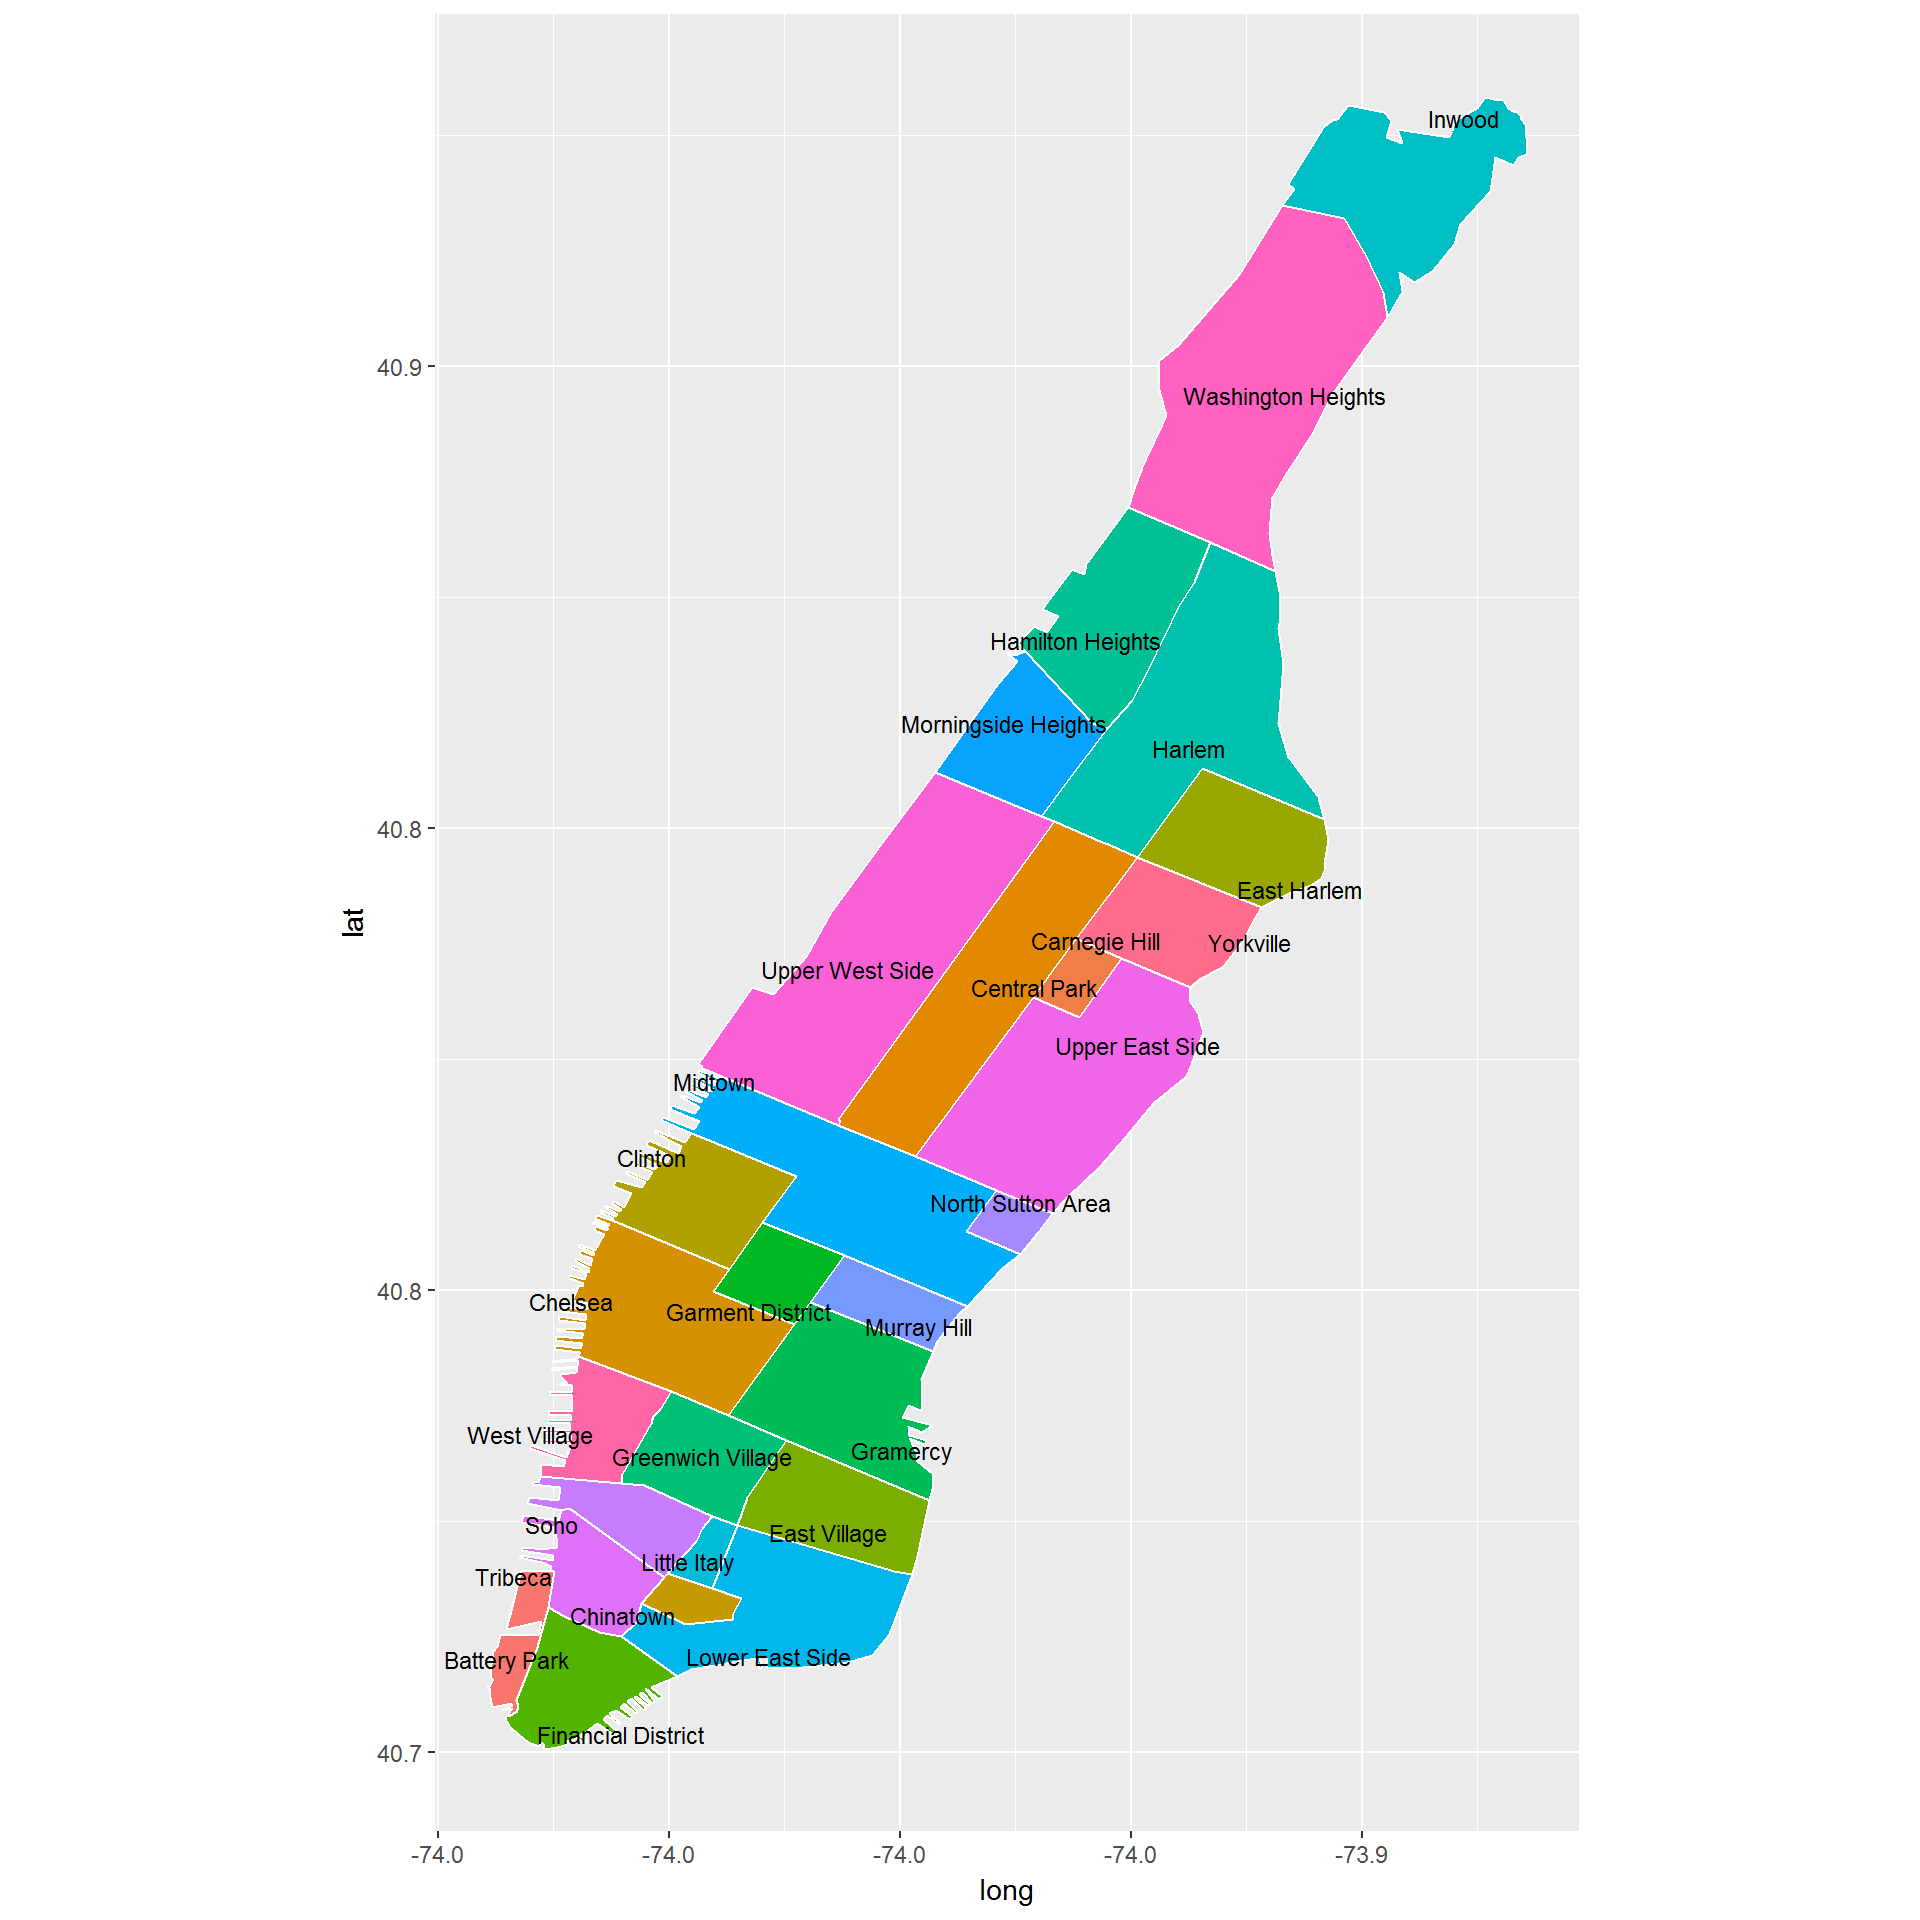 Inwood
40.9
Washington Heights
Hamilton Heights
Morningside Heights
Harlem
40.8
East Harlem
lat
Carnegie Hill
Yorkville
Upper West Side
Central Park
Upper East Side
Midtown
Clinton
North Sutton Area
40.8
Chelsea
Garment District
Murray Hill
West Village
Greenwich Village
Gramercy
Soho
East Village
Little Italy
Tribeca
Chinatown
Battery Park
Lower East Side
Financial District
40.7
-74.0
-74.0
-74.0
-74.0
-73.9
long